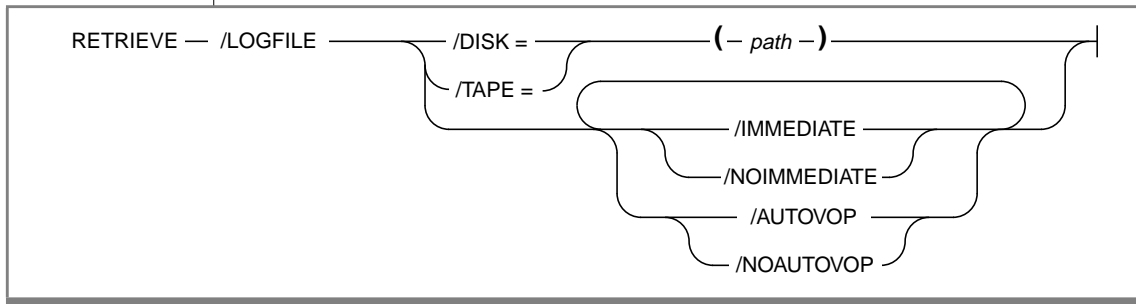 RETRIEVE /LOGFILE /DISK = ( path )
/TAPE =
/IMMEDIATE
/NOIMMEDIATE
/AUTOVOP
/NOAUTOVOP